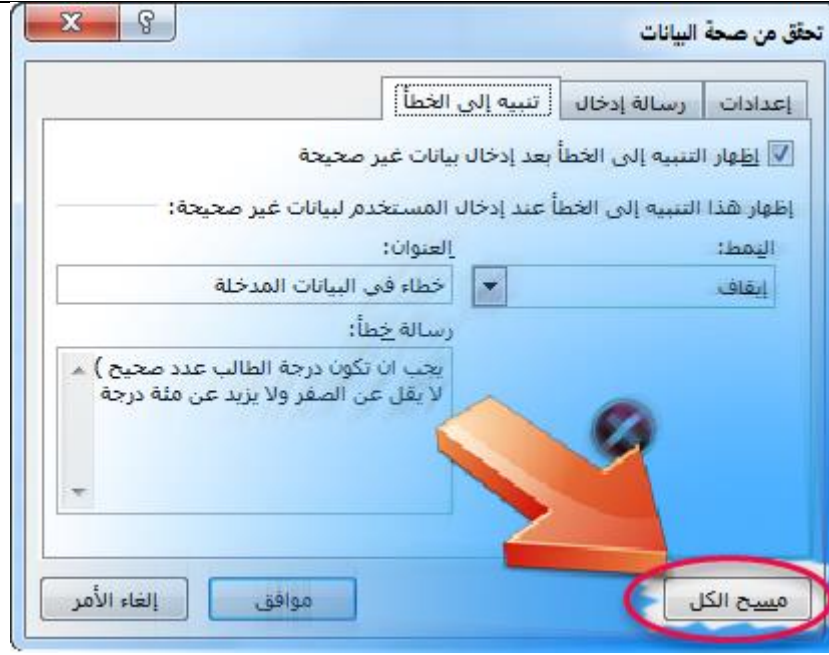 تحقق من صحة البيانات
إعدادات
رسالة إدخال
تنبيه إلى الخطأ
إظهار التنبيه إلى الخطأ بعد إدخال بيانات غير صحيحة
إظهار هذا التنبيه إلى الخطأ عند إدخال المستخدم لبيانات غير صحيحة:
النمط:
العنوان:
إيقاف
خطاء في البيانات المدخلة
رسالة خطأ:
يجب ان تكون درجة الطالب عدد صحيح )
لا يقل عن الصفر ولا يزيد عن مئة درجة
مسح الكل
موافق
إلغاء الأمر